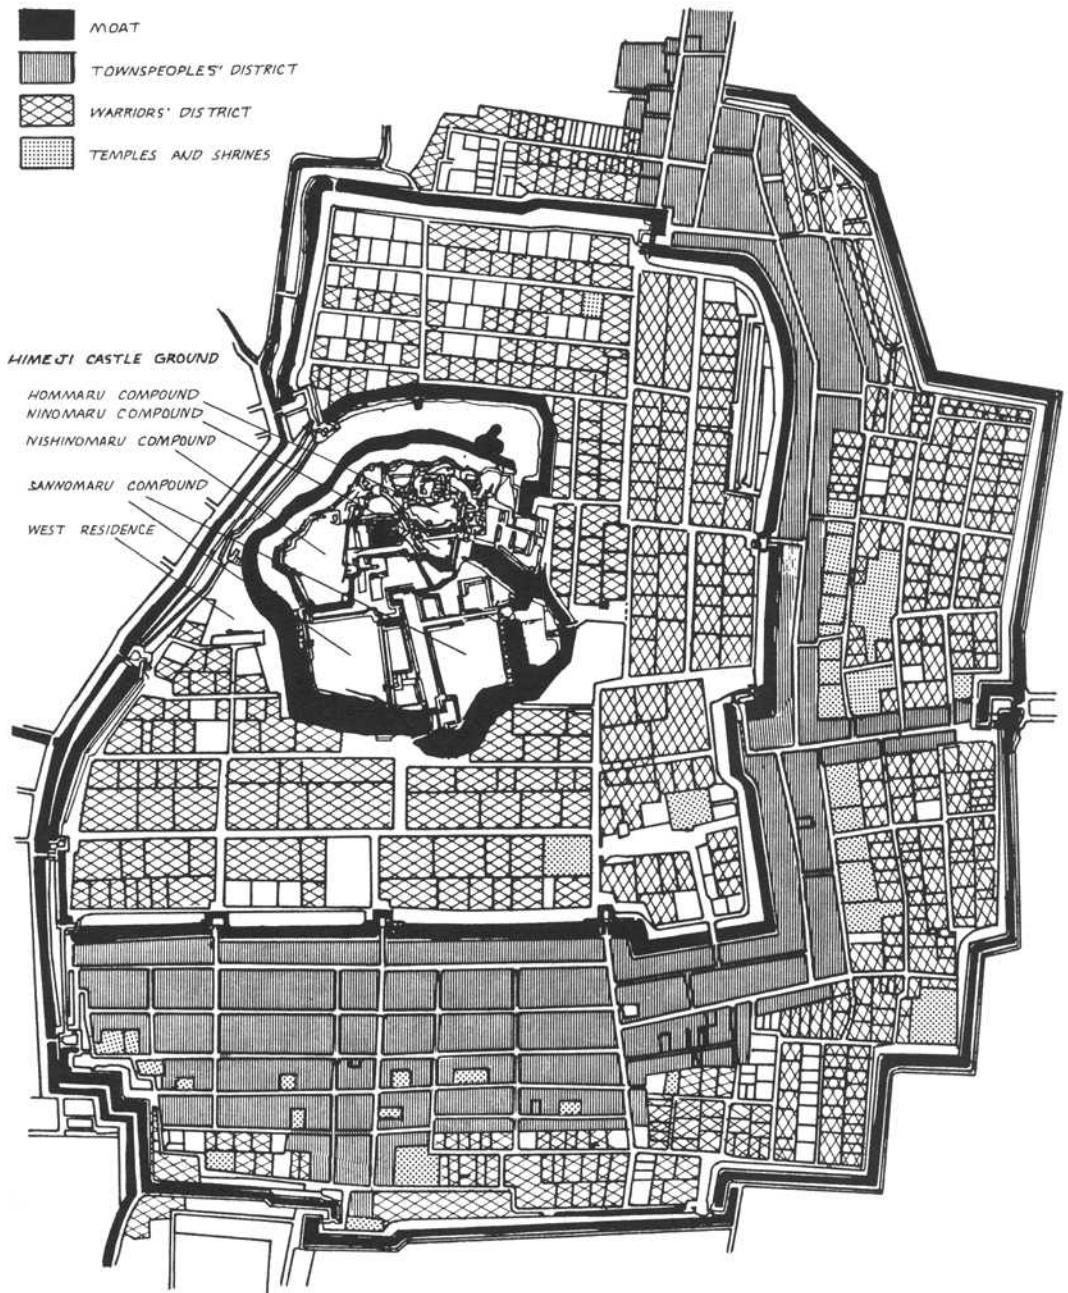 MOAT
TOWNSPEOPLES' DISTRICT
WARRIORS' DISTRICT
TEMPLES AND SHRINES
HIMEJI CASTLE GROUND
HOMMARU COMPOUND
NINOMARU COMPOUND
NISHINOMARU COMPOUND
SANNOMARU COMPOUND
WEST RESIDENCE